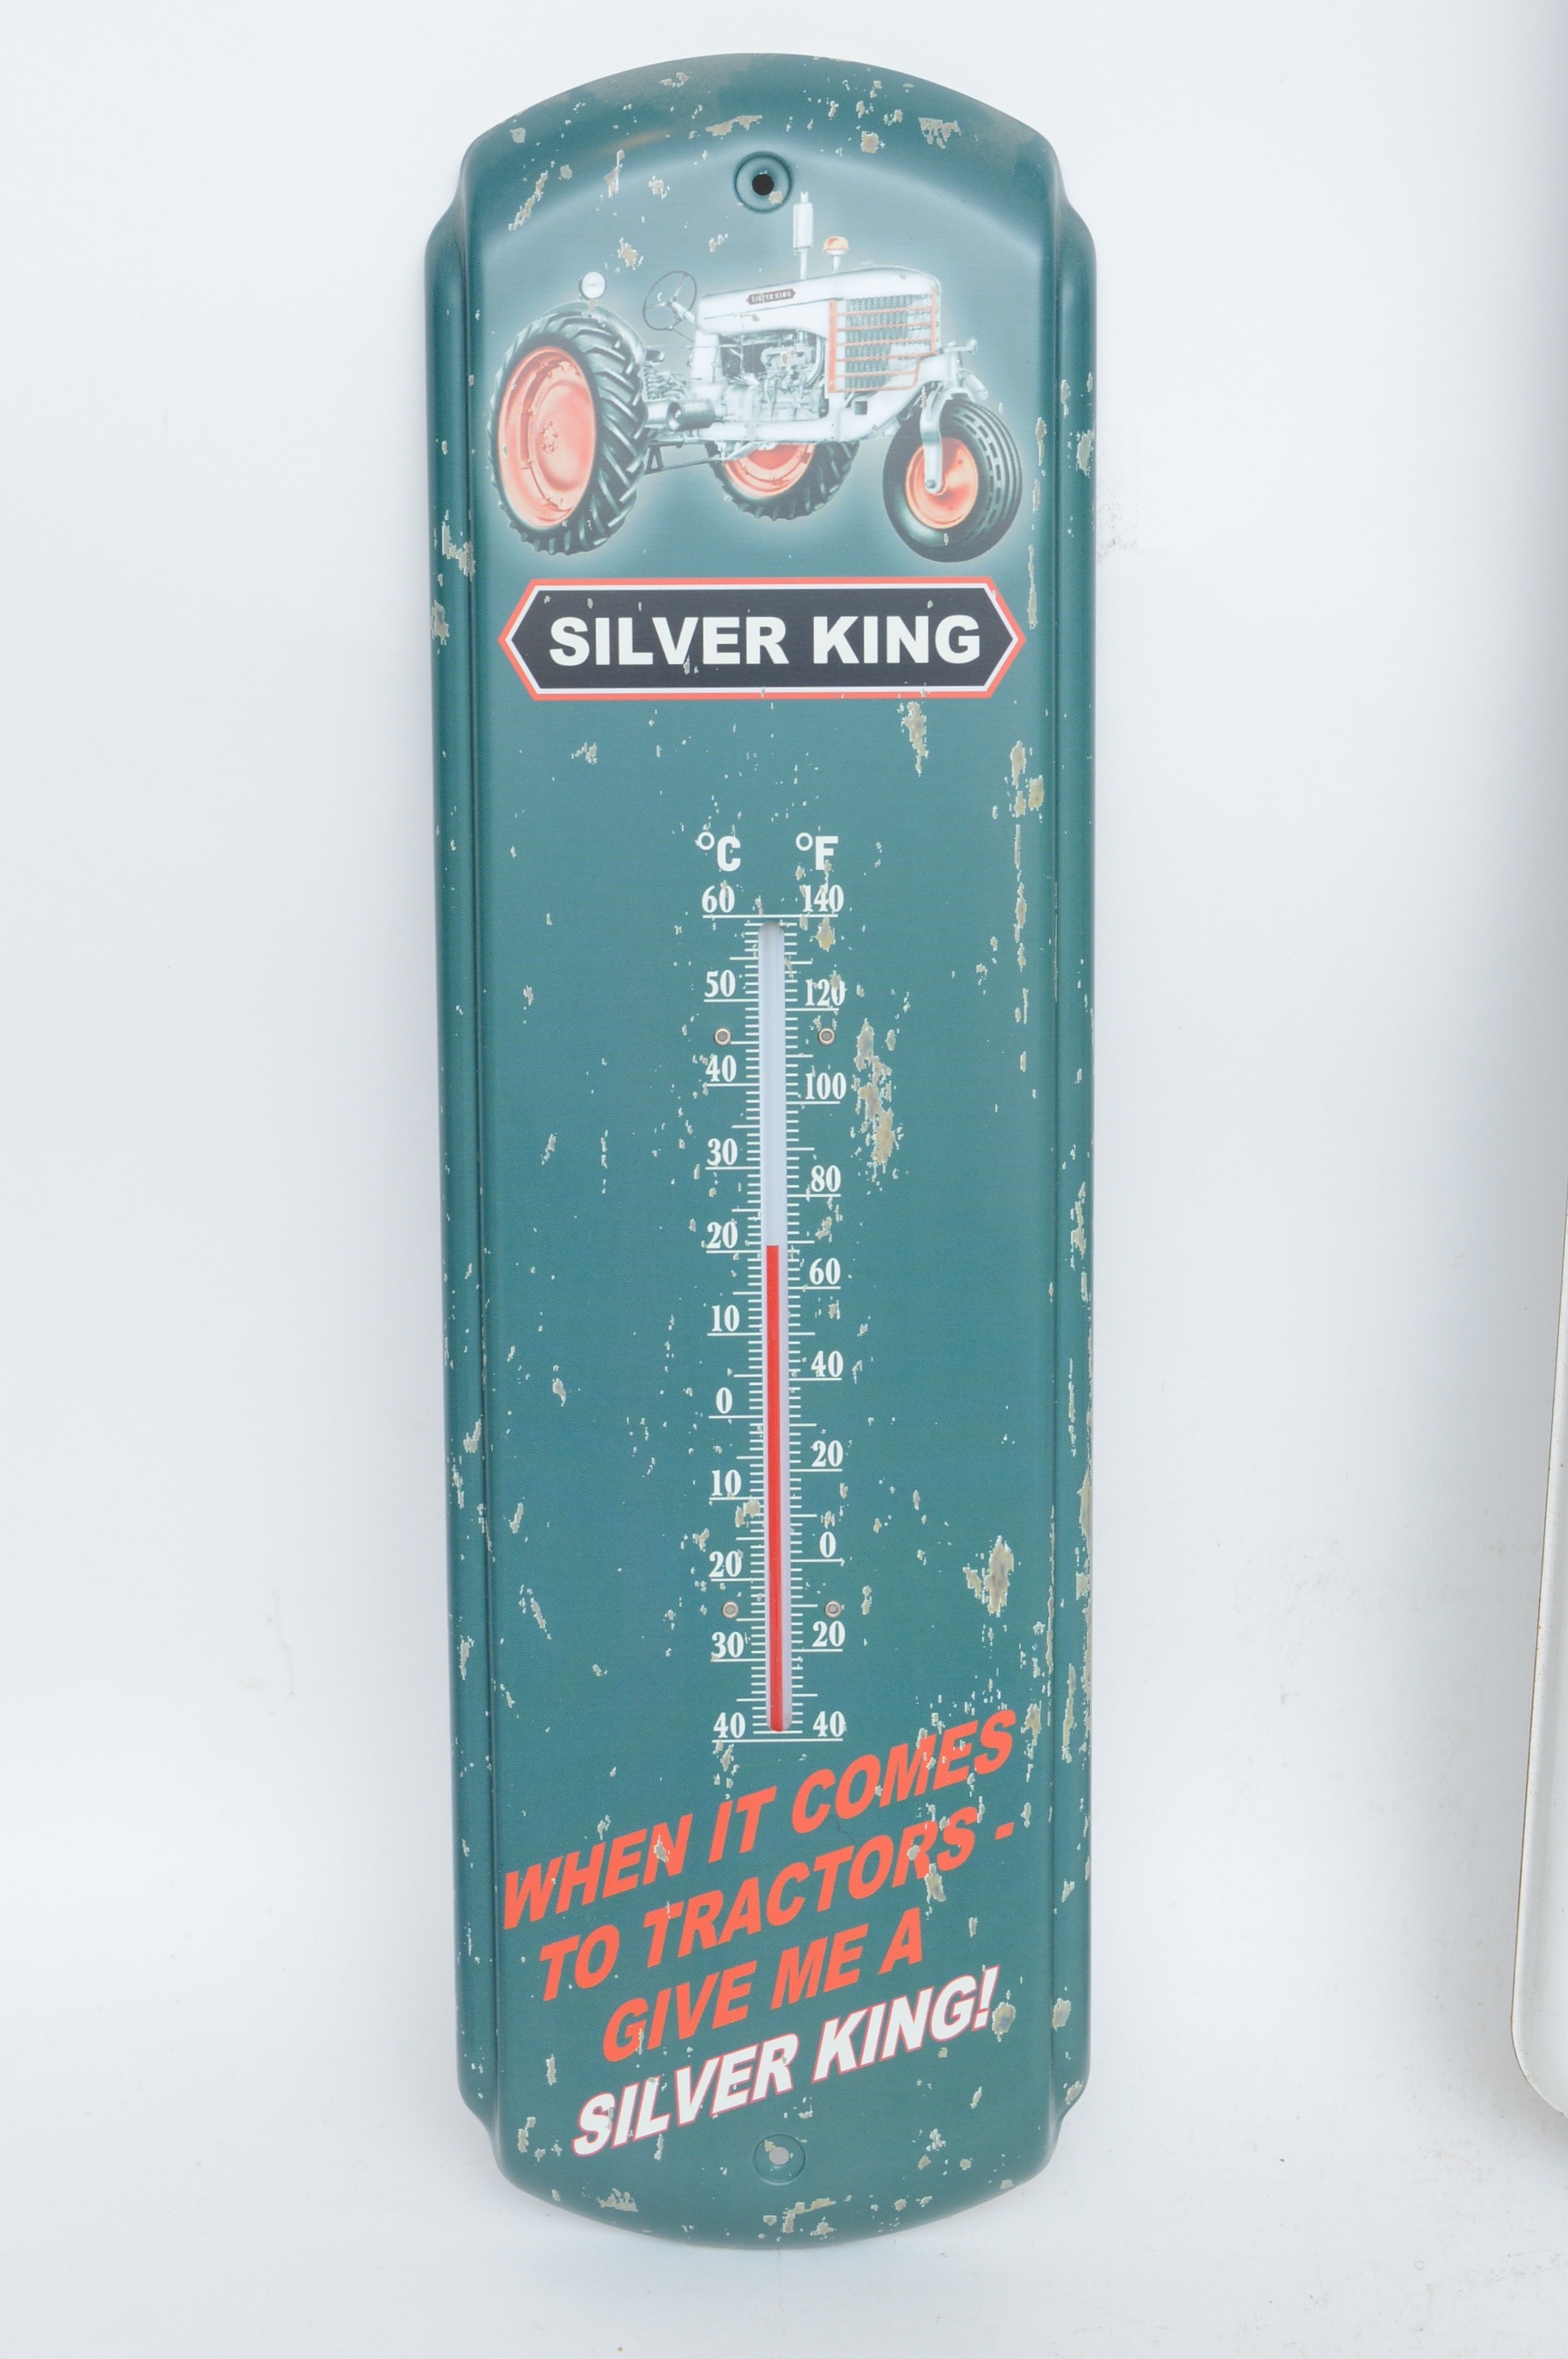 SILVER KING
SILVER KING
°C °F
60 140
50 120
40 100
30 80
20 60
10 40
0 20
10 0
20 20
30 40
40
WHEN IT COMES
TO TRACTORS -
GIVE ME A
SILVER KING!